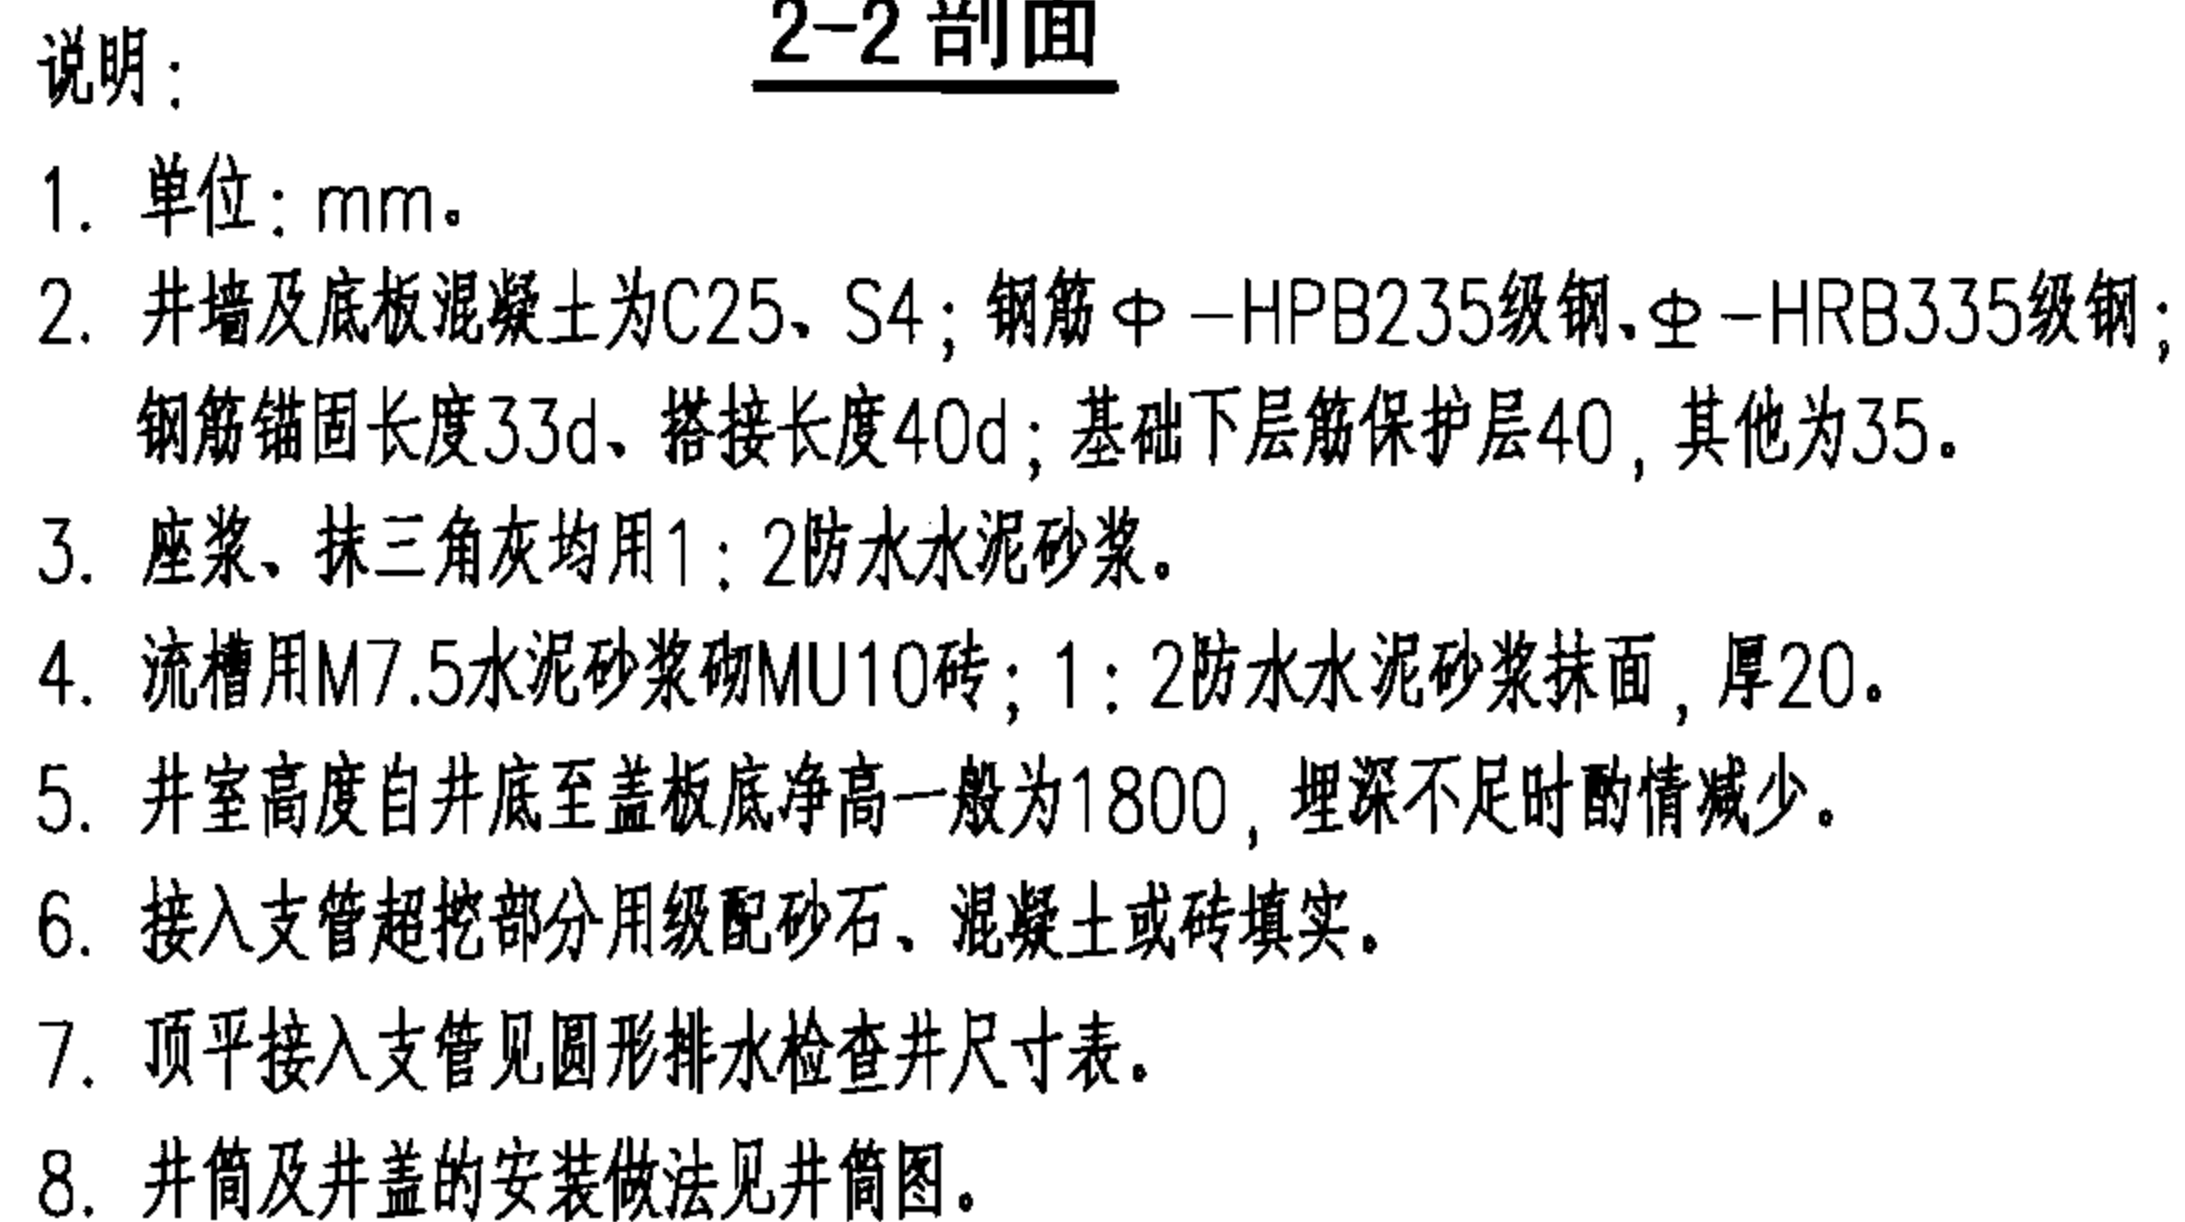 2-2 剖面
说明：
1. 单位：mm。
2. 井墙及底板混凝土为C25、S4；钢筋Φ-HPB235级钢、Φ-HRB335级钢；
钢筋锚固长度33d、搭接长度40d；基础下层筋保护层40，其他为35。
3. 座浆、抹三角灰均用1：2防水水泥砂浆。
4. 流槽用M7.5水泥砂浆砌MU10砖；1：2防水水泥砂浆抹面，厚20。
5. 井室高度自井底至盖板底净高一般为1800，埋深不足时酌情减少。
6. 接入支管超挖部分用级配砂石、混凝土或砖填实。
7. 顶平接入支管见圆形排水检查井尺寸表。
8. 井筒及井盖的安装做法见井筒图。